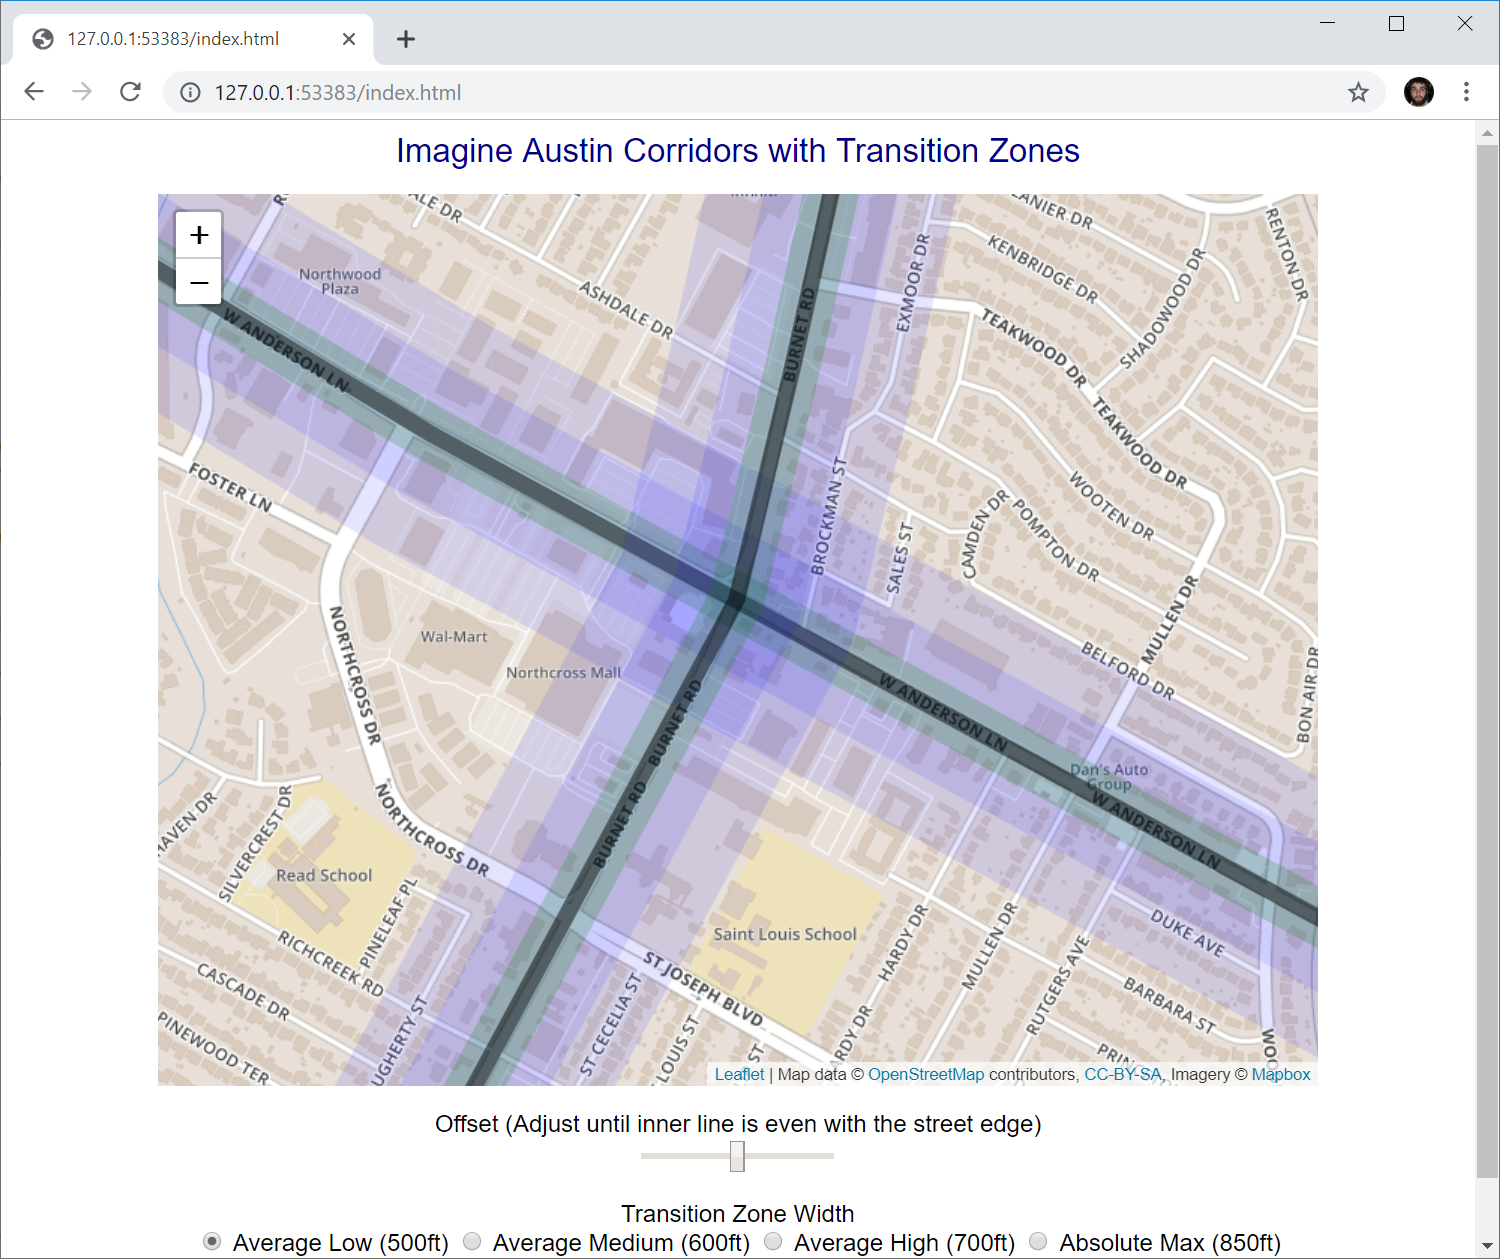 127.0.0.1:53383/index.html
127.0.0.1:53383/index.html
Imagine Austin Corridors with Transition Zones
+
−
ALE DR
LANIER DR
KENBRIDGE DR
RENTON DR
EXMOOR DR
SHADOWOOD DR
Northwood
Plaza
ASHDALE DR
BURNET RD
TEAKWOOD DR
W ANDERSON LN
TEAKWOOD DR
FOSTER LN
BROCKMAN ST
WOOTEN DR
SALES ST
CAMDEN DR
POMPTON DR
NORTHCROSS DR
Wal-Mart
Northcross Mall
MULLEN DR
BELFORD DR
BON AIR DR
BURNET RD
W ANDERSON LN
Dan's Auto
Group
W ANDERSON LN
BURNET RD
HAVEN DR
SILVERCREST DR
NORTHCROSS DR
Read School
PINELEAF PL
RICHCREEK RD
CASCADE DR
PINEWOOD TER
UGHERTY ST
ST CECELIA ST
ST JOSEPH BLVD
Saint Louis School
HARDY DR
MULLEN DR
RUTGERS AVE
DUKE AVE
BARBARA ST
LOUIS ST
ST
ARDY DR
WOO
Leaflet | Map data © OpenStreetMap contributors, CC-BY-SA, Imagery © Mapbox
Offset (Adjust until inner line is even with the street edge)
Transition Zone Width
Average Low (500ft) Average Medium (600ft) Average High (700ft) Absolute Max (850ft)